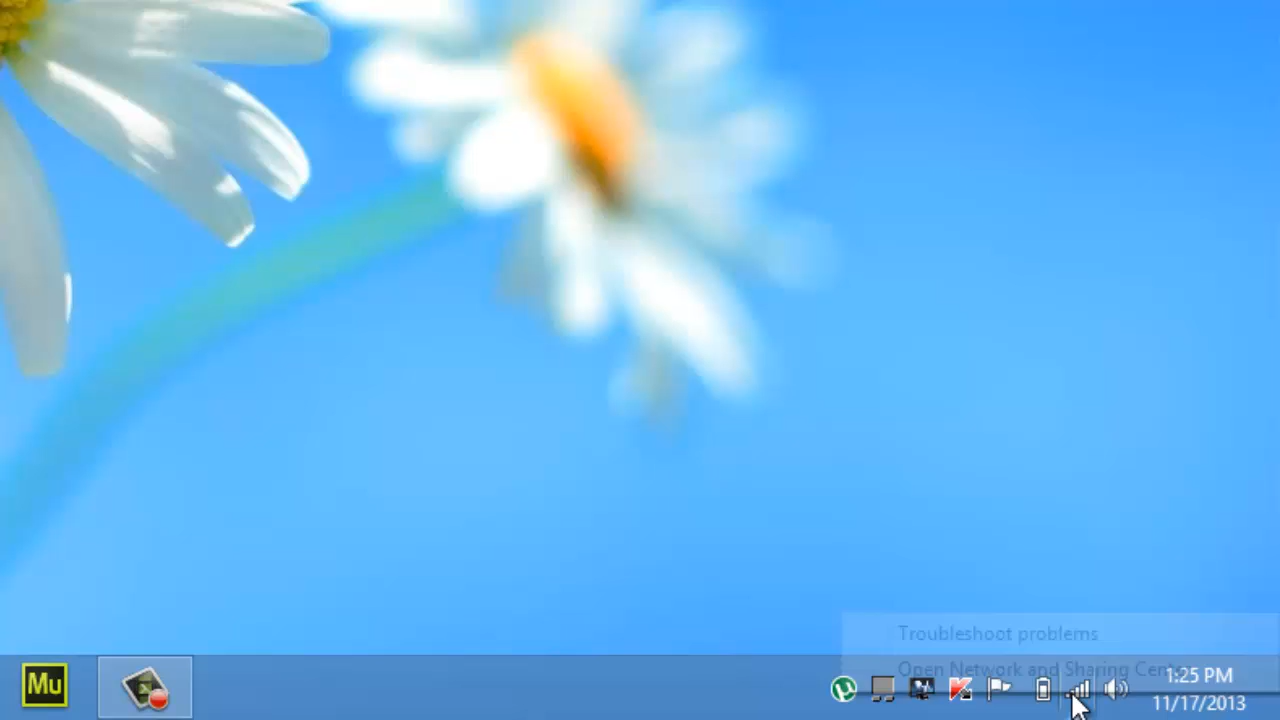 Troubleshoot problems
Open Network and Sharing Center
1:25 PM
Mu
11/17/2013